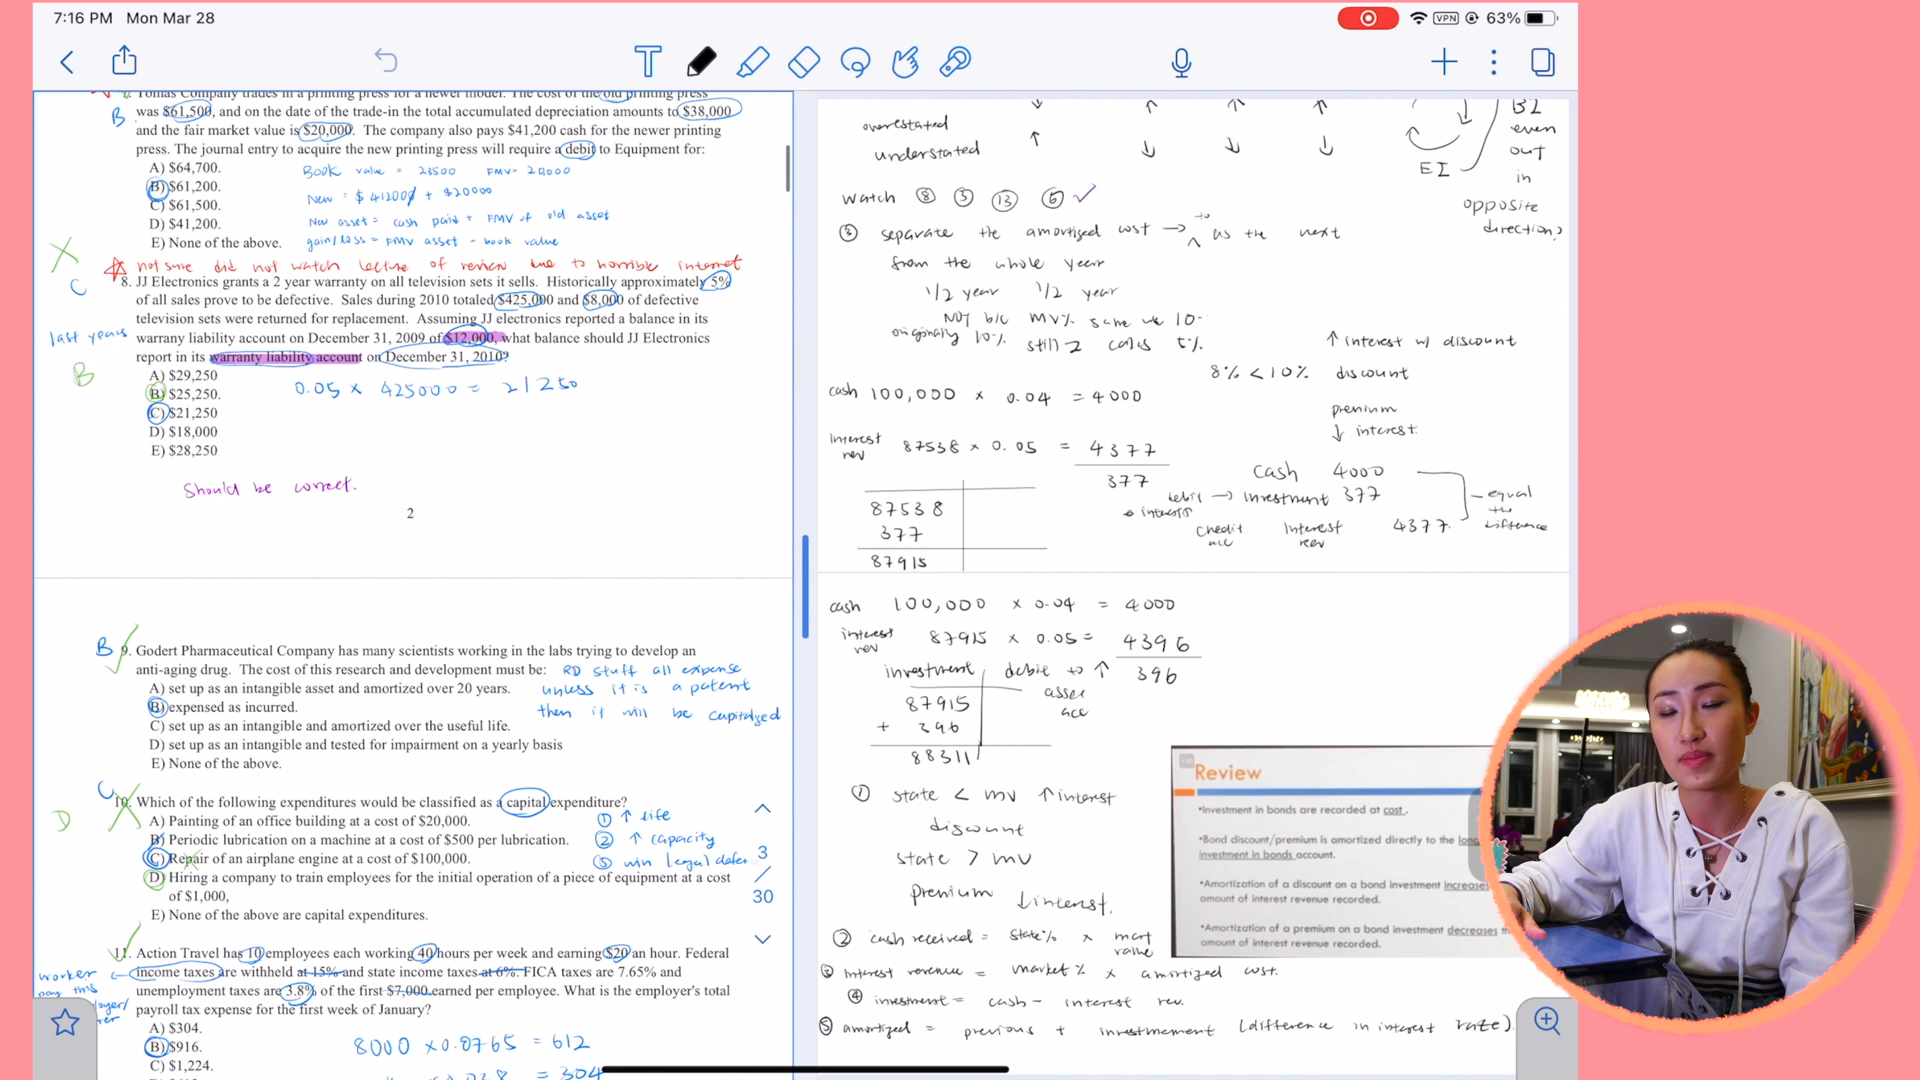 7:16 PM Mon Mar 28
VPN 63%
Tomas Company trades in a printing press for a newer model. The cost of the old printing press
B
was $61,500, and on the date of the trade-in the total accumulated depreciation amounts to $38,000
and the fair market value is $20,000. The company also pays $41,200 cash for the newer printing
press. The journal entry to acquire the new printing press will require a debit to Equipment for:
A) $64,700.
B) $61,200.
C) $61,500.
D) $41,200.
E) None of the above.
Book value = 23500 FMV = 20,000
New = $41200 + $20000
New asset = cash paid + FMV of old asset
gain/loss = FMV asset - book value
not sure did not watch lecture of review due to horrible internet
C
8. JJ Electronics grants a 2 year warranty on all television sets it sells. Historically approximately 5%
of all sales prove to be defective. Sales during 2010 totaled $425,000 and $8,000 of defective
television sets were returned for replacement. Assuming JJ electronics reported a balance in its
last years
warrany liability account on December 31, 2009 of $12,000, what balance should JJ Electronics
report in its warranty liability account on December 31, 2010?
B
A) $29,250
B) $25,250.
C) $21,250
D) $18,000
E) $28,250
0.05 x 425000 = 21250
Should be correct.
2
B
9. Godert Pharmaceutical Company has many scientists working in the labs trying to develop an
anti-aging drug. The cost of this research and development must be:
A) set up as an intangible asset and amortized over 20 years.
B) expensed as incurred.
C) set up as an intangible and amortized over the useful life.
D) set up as an intangible and tested for impairment on a yearly basis
E) None of the above.
RD stuff all expense
unless it is a patent
then it will be capitalized
C
D
10. Which of the following expenditures would be classified as a capital expenditure?
A) Painting of an office building at a cost of $20,000.
B) Periodic lubrication on a machine at a cost of $500 per lubrication.
C) Repair of an airplane engine at a cost of $100,000.
D) Hiring a company to train employees for the initial operation of a piece of equipment at a cost
of $1,000,
E) None of the above are capital expenditures.
① ↑ life
② ↑ capacity
③ win legal
3
/
30
11. Action Travel has 10 employees each working 40 hours per week and earning $20 an hour. Federal
income taxes are withheld at 15% and state income taxes at 6%. FICA taxes are 7.65% and
unemployment taxes are 3.8% of the first $7,000 earned per employee. What is the employer's total
payroll tax expense for the first week of January?
worker
pay this
A) $304.
B) $916.
C) $1,224.
8000 x 0.0765 = 612
= 304
overstated
understated
EI
BI
even
out
in
opposite
direction?
Watch ⑧ ③ ⑬ ⑥
③ separate the amortized cost → as the next
from the whole year
1/2 year 1/2 year
Not b/c MV% same
originally 10% still 2 5%
↑ interest w/ discount
8% < 10% discount
premium
↓ interest
cash 100,000 x 0.04 = 4000
Interest rev 87538 x 0.05 = 4377
377
87538
377
87915
Cash 4000
debit → Investment 377
credit acc Interest rev 4377
equal the difference
cash 100,000 x 0.04 = 4000
interest rev 87915 x 0.05 = 4396
396
investment debit ↔ ↑
asset acc
87915
+ 396
88311
① state < mv ↑ interest
discount
state > mv
premium ↓ interest.
② cash received = state% x mart value
③ Interest revenue = market % x amortized cost.
④ investment = cash - interest rev.
⑤ amortized = previous + investmement (difference in interest rate).
Review
•Investment in bonds are recorded at cost .
•Bond discount/premium is amortized directly to the long
investment in bonds account.
•Amortization of a discount on a bond investment increases
amount of interest revenue recorded.
•Amortization of a premium on a bond investment decreases th
amount of interest revenue recorded.